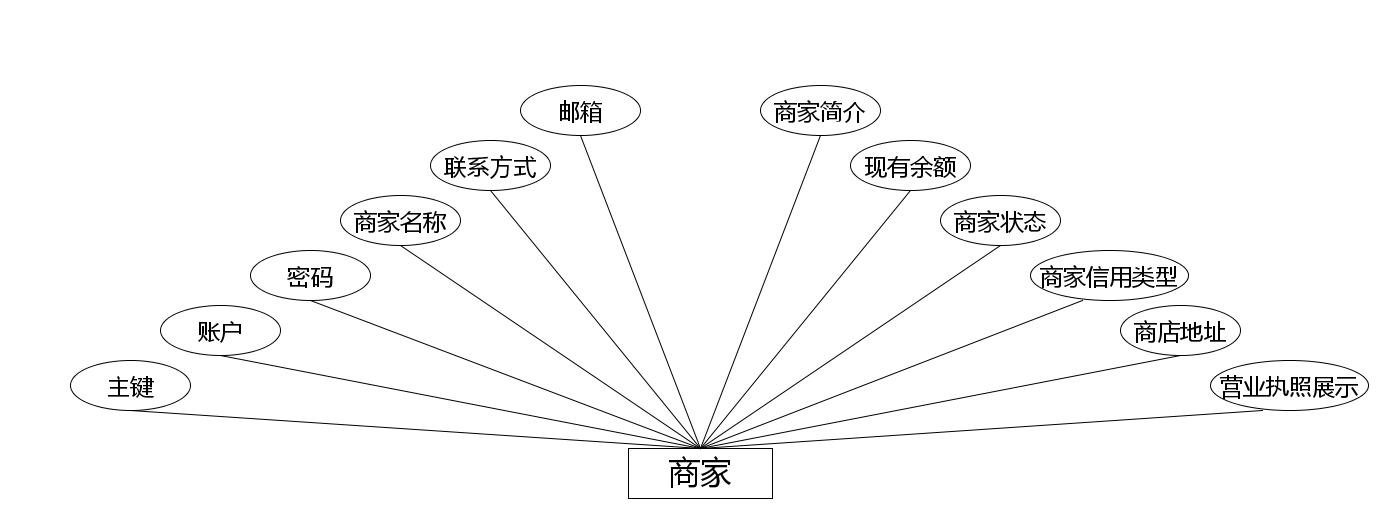 邮箱
商家简介
联系方式
现有余额
商家名称
商家状态
密码
商家信用类型
账户
商店地址
主键
营业执照展示
商家